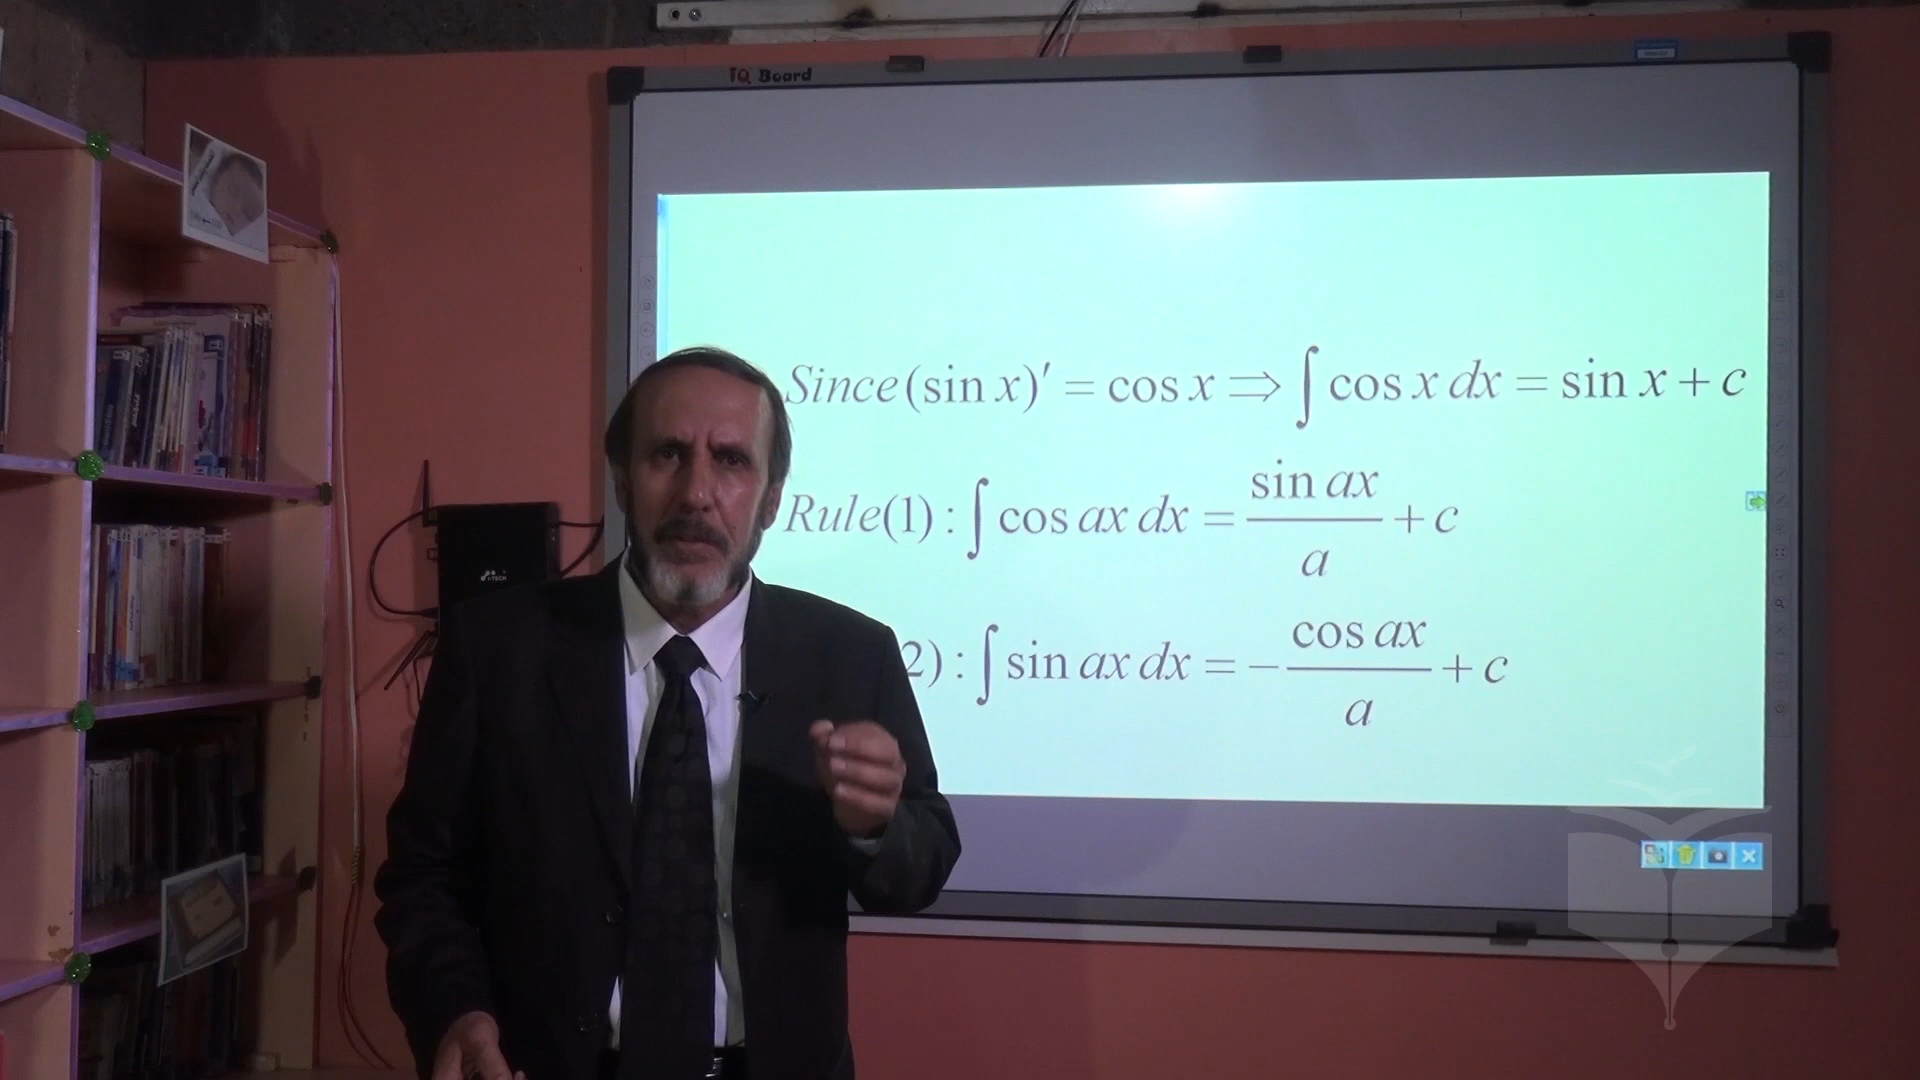 IQ Board
Since (sin x)′ = cos x ⇒ ∫ cos x dx = sin x + c
Rule(1) : ∫ cos ax dx = sin ax / a + c
2) : ∫ sin ax dx = − cos ax / a + c